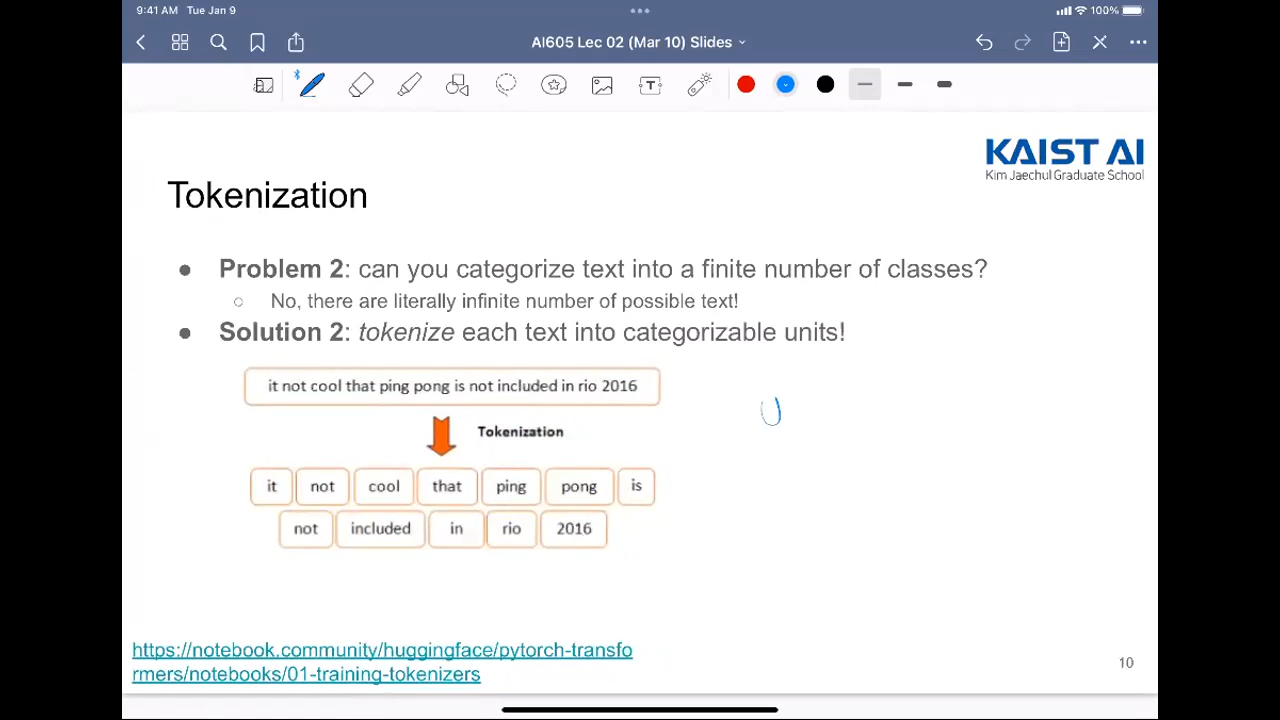 9:41 AM Tue Jan 9
100%
AI605 Lec 02 (Mar 10) Slides
T
KAIST AI
Kim Jaechul Graduate School
Tokenization
● Problem 2: can you categorize text into a finite number of classes?
○ No, there are literally infinite number of possible text!
● Solution 2: tokenize each text into categorizable units!
it not cool that ping pong is not included in rio 2016
Tokenization
it not cool that ping pong is
not included in rio 2016
https://notebook.community/huggingface/pytorch-transfo
rmers/notebooks/01-training-tokenizers
10